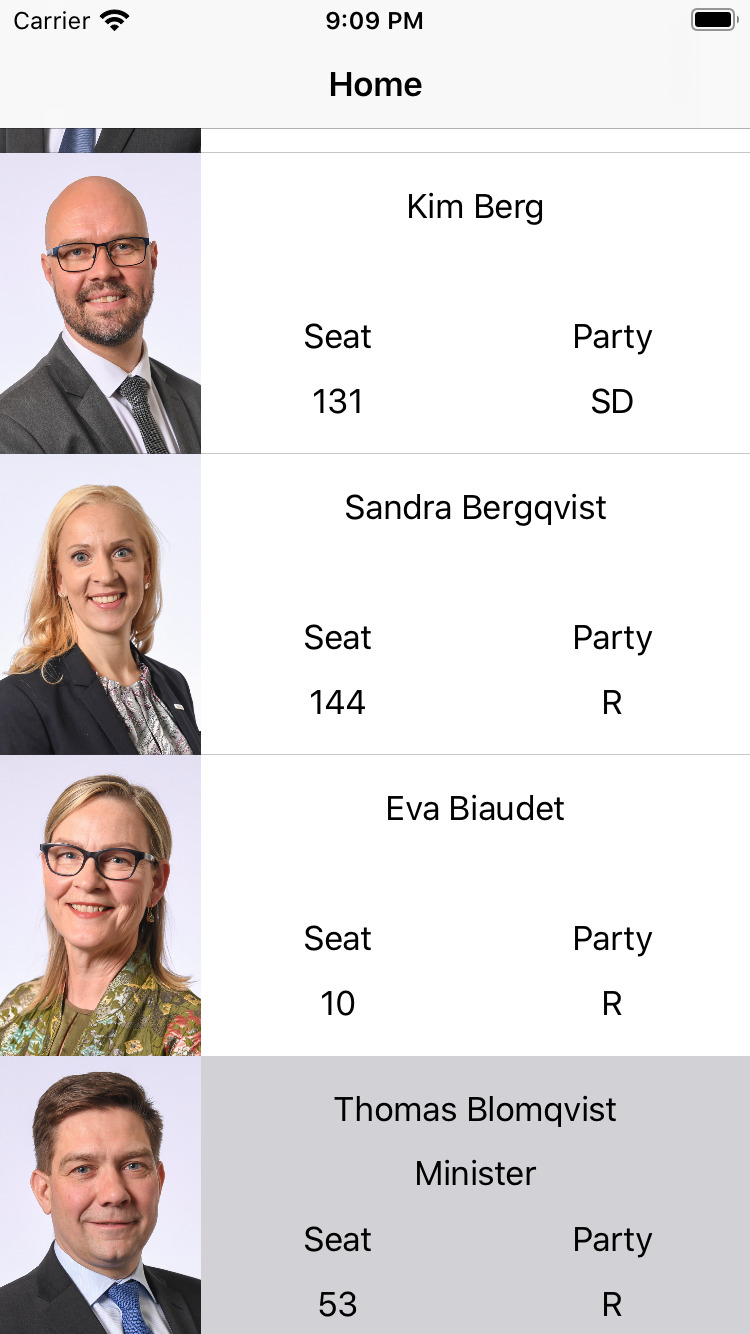 Carrier 9:09 PM
Home
Kim Berg
Seat Party
131 SD
Sandra Bergqvist
Seat Party
144 R
Eva Biaudet
Seat Party
10 R
Thomas Blomqvist
Minister
Seat Party
53 R